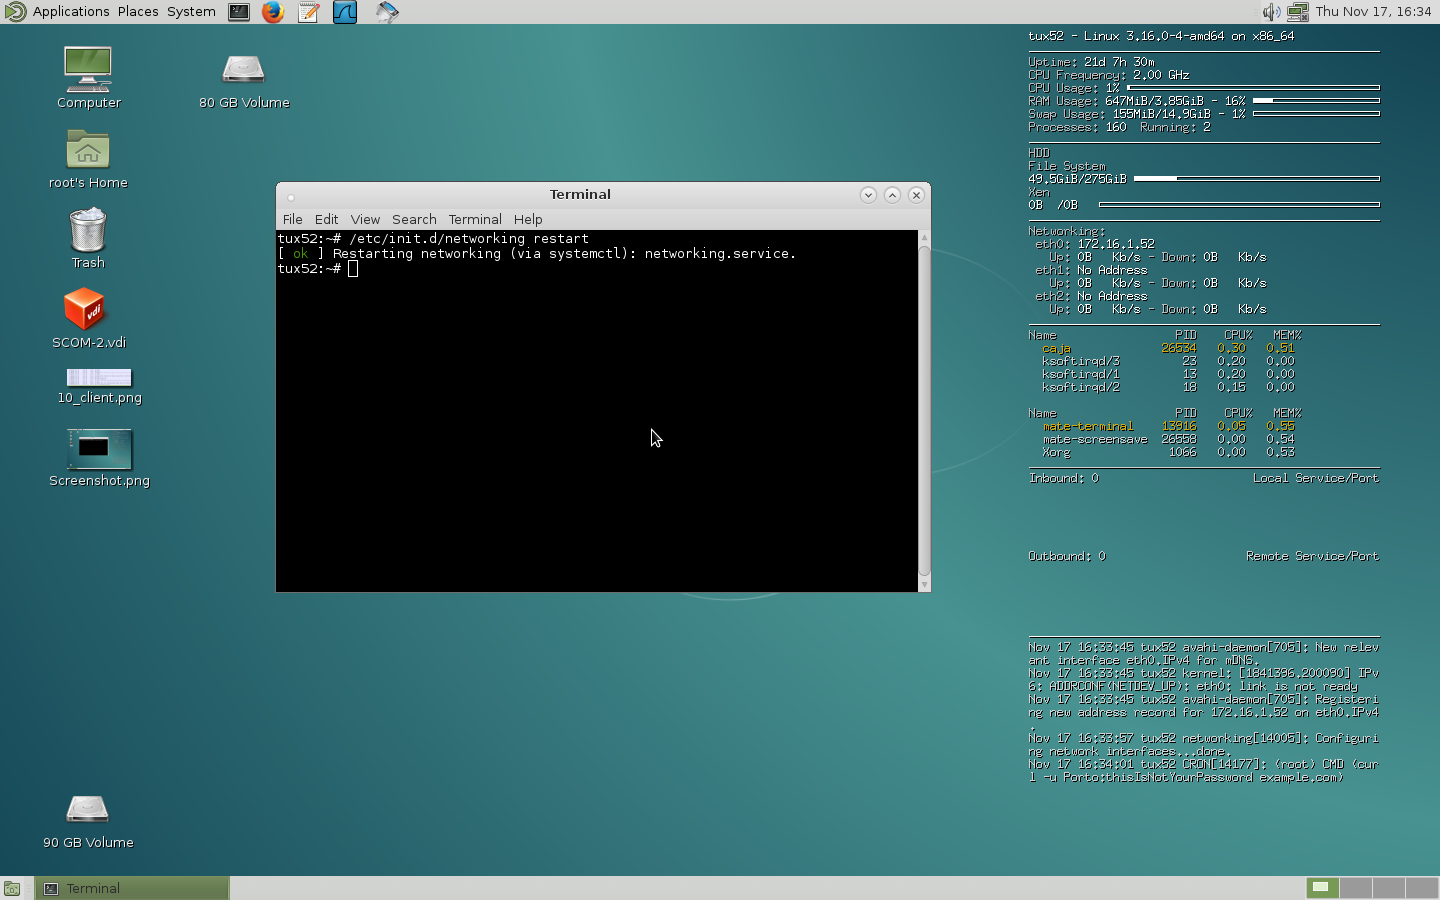 Applications Places System
Thu Nov 17, 16:34
Computer
80 GB Volume
root's Home
Trash
SCOM-2.vdi
10_client.png
Screenshot.png
90 GB Volume
Terminal
File Edit View Search Terminal Help
tux52:~# /etc/init.d/networking restart
[ ok ] Restarting networking (via systemctl): networking.service.
tux52:~#
tux52 - Linux 3.16.0-4-amd64 on x86_64
Uptime: 21d 7h 30m
CPU Frequency: 2.00 GHz
CPU Usage: 1%
RAM Usage: 647MiB/3.85GiB - 16%
Swap Usage: 155MiB/14.9GiB - 1%
Processes: 160 Running: 2
HDD
File System
49.5GiB/275GiB
Xen
0B /0B
Networking:
eth0: 172.16.1.52
Up: 0B Kb/s - Down: 0B Kb/s
eth1: No Address
Up: 0B Kb/s - Down: 0B Kb/s
eth2: No Address
Up: 0B Kb/s - Down: 0B Kb/s
Name PID CPU% MEM%
caja 26534 0.30 0.51
ksoftirqd/3 23 0.20 0.00
ksoftirqd/1 13 0.20 0.00
ksoftirqd/2 18 0.15 0.00
Name PID CPU% MEM%
mate-terminal 13916 0.05 0.55
mate-screensave 26558 0.00 0.54
Xorg 1066 0.00 0.53
Inbound: 0 Local Service/Port
Outbound: 0 Remote Service/Port
Nov 17 16:33:45 tux52 avahi-daemon[705]: New relev
ant interface eth0.IPv4 for mDNS.
Nov 17 16:33:45 tux52 kernel: [1841396.200090] IPv
6: ADDRCONF(NETDEV_UP): eth0: link is not ready
Nov 17 16:33:45 tux52 avahi-daemon[705]: Registeri
ng new address record for 172.16.1.52 on eth0.IPv4
.
Nov 17 16:33:57 tux52 networking[14005]: Configuri
ng network interfaces...done.
Nov 17 16:34:01 tux52 CRON[14177]: (root) CMD (cur
l -u Porto:thisIsNotYourPassword example.com)
Terminal